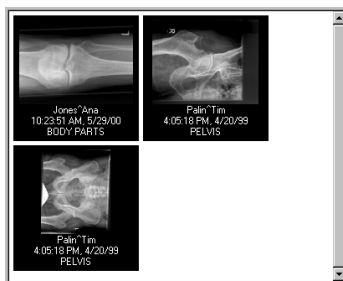 Jones^Ana
10:23:51 AM, 5/29/00
BODY PARTS
Palin^Tim
4:05:18 PM, 4/20/99
PELVIS
Palin^Tim
4:05:18 PM, 4/20/99
PELVIS